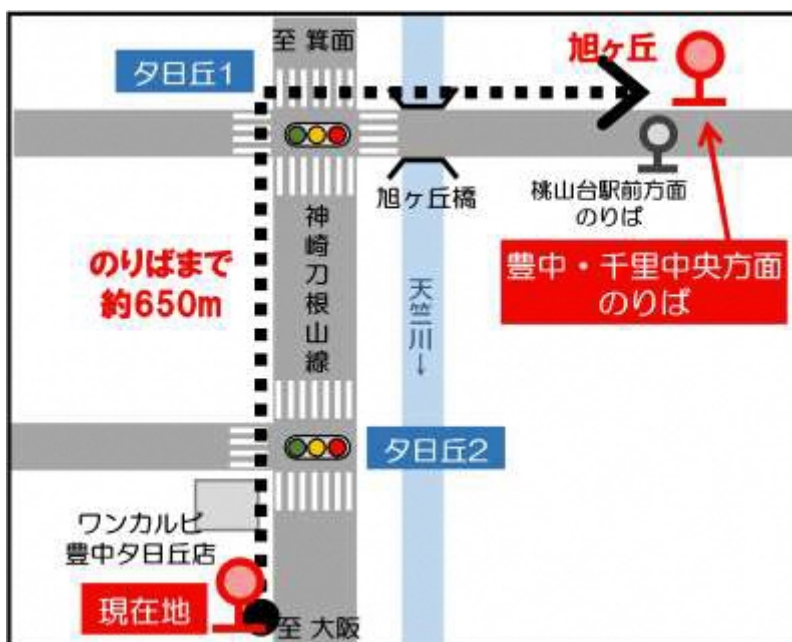 至 箕面
夕日丘1
旭ヶ丘
旭ヶ丘橋
桃山台駅前方面
のりば
豊中・千里中央方面
のりば
のりばまで
約650m
神崎刀根山線
天竺川→
夕日丘2
ワンカルビ
豊中夕日丘店
現在地
至 大阪